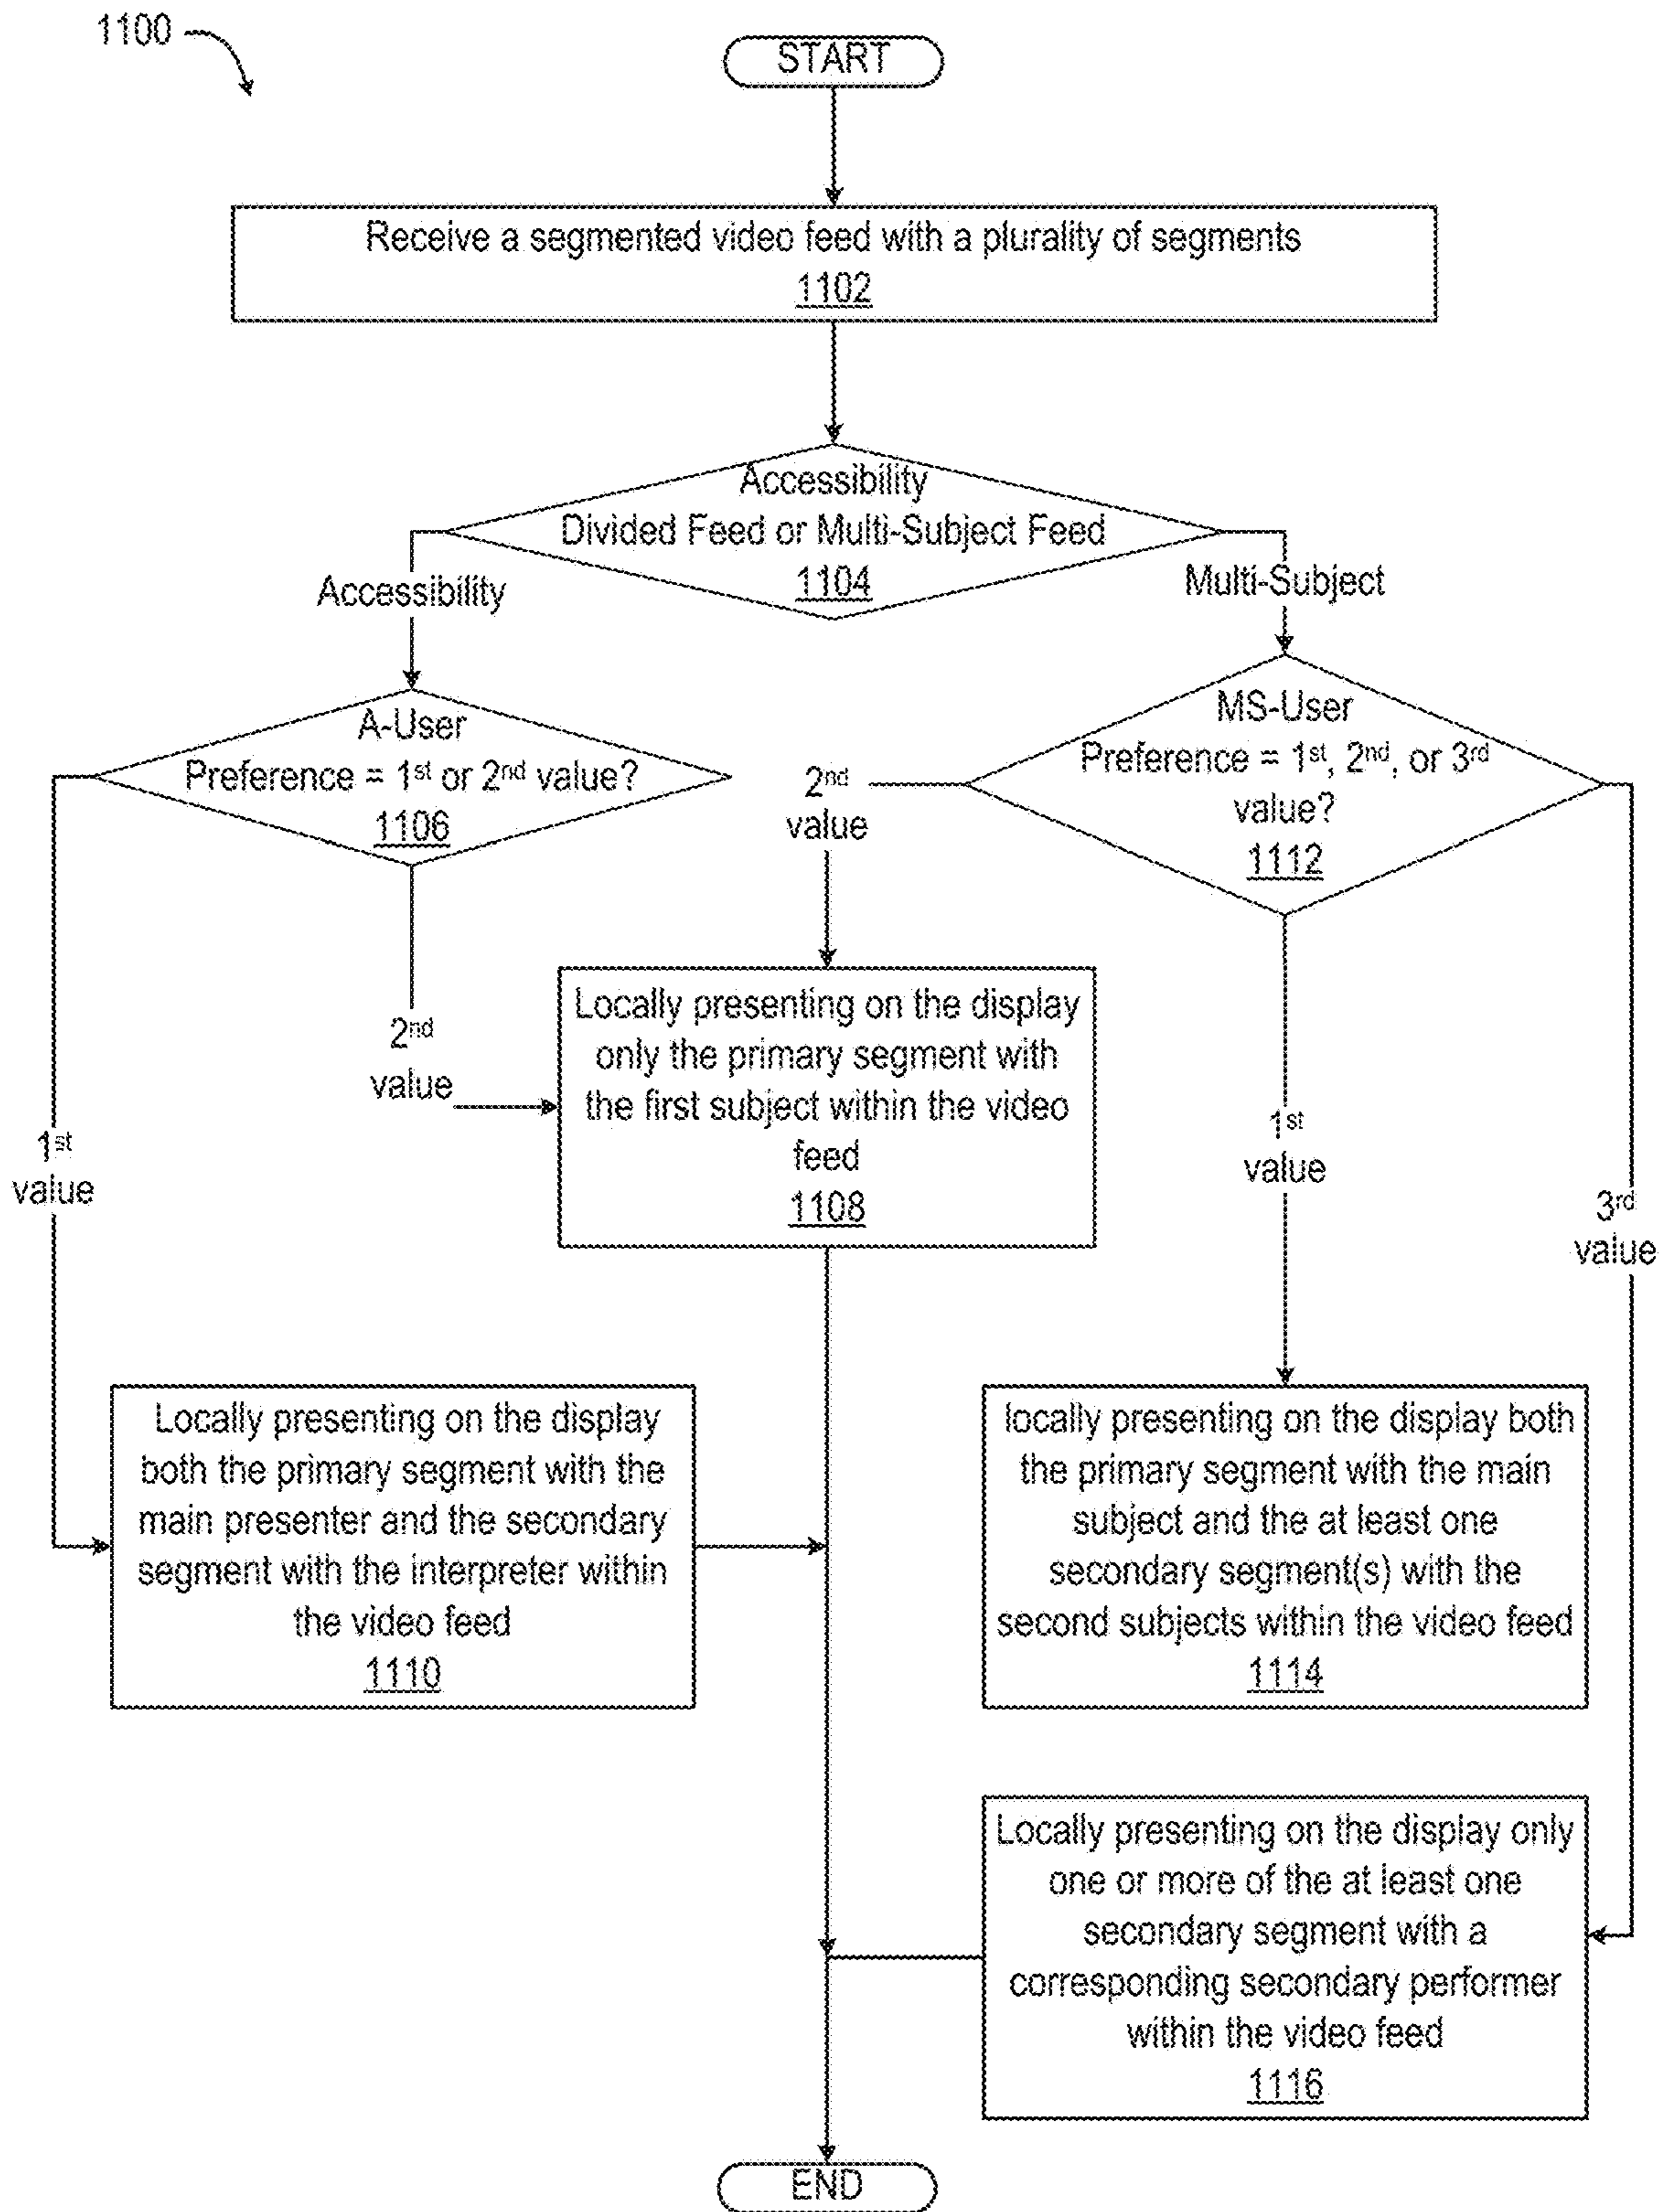 1100
START
Receive a segmented video feed with a plurality of segments
1102
Accessibility
Divided Feed or Multi-Subject Feed
1104
Accessibility
Multi-Subject
A-User
Preference = 1st or 2nd value?
1106
2nd
value
MS-User
Preference = 1st, 2nd, or 3rd
value?
1112
2nd
value
Locally presenting on the display
only the primary segment with
the first subject within the video
feed
1108
1st
value
1st
value
3rd
value
Locally presenting on the display
both the primary segment with the
main presenter and the secondary
segment with the interpreter within
the video feed
1110
locally presenting on the display both
the primary segment with the main
subject and the at least one
secondary segment(s) with the
second subjects within the video feed
1114
Locally presenting on the display only
one or more of the at least one
secondary segment with a
corresponding secondary performer
within the video feed
1116
END